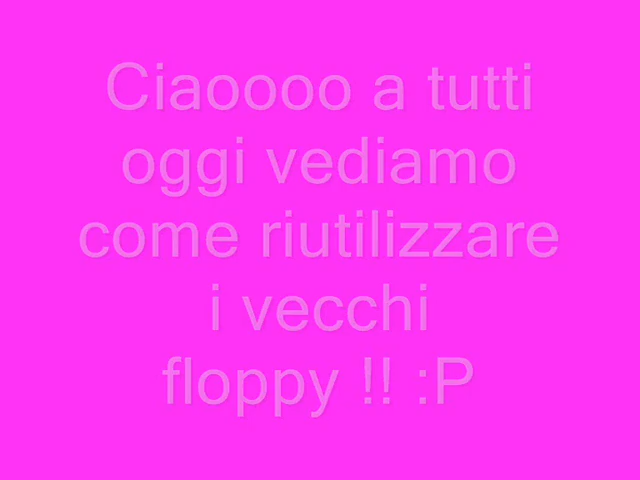 Ciaoooo a tutti
oggi vediamo
come riutilizzare
i vecchi
floppy !! :P